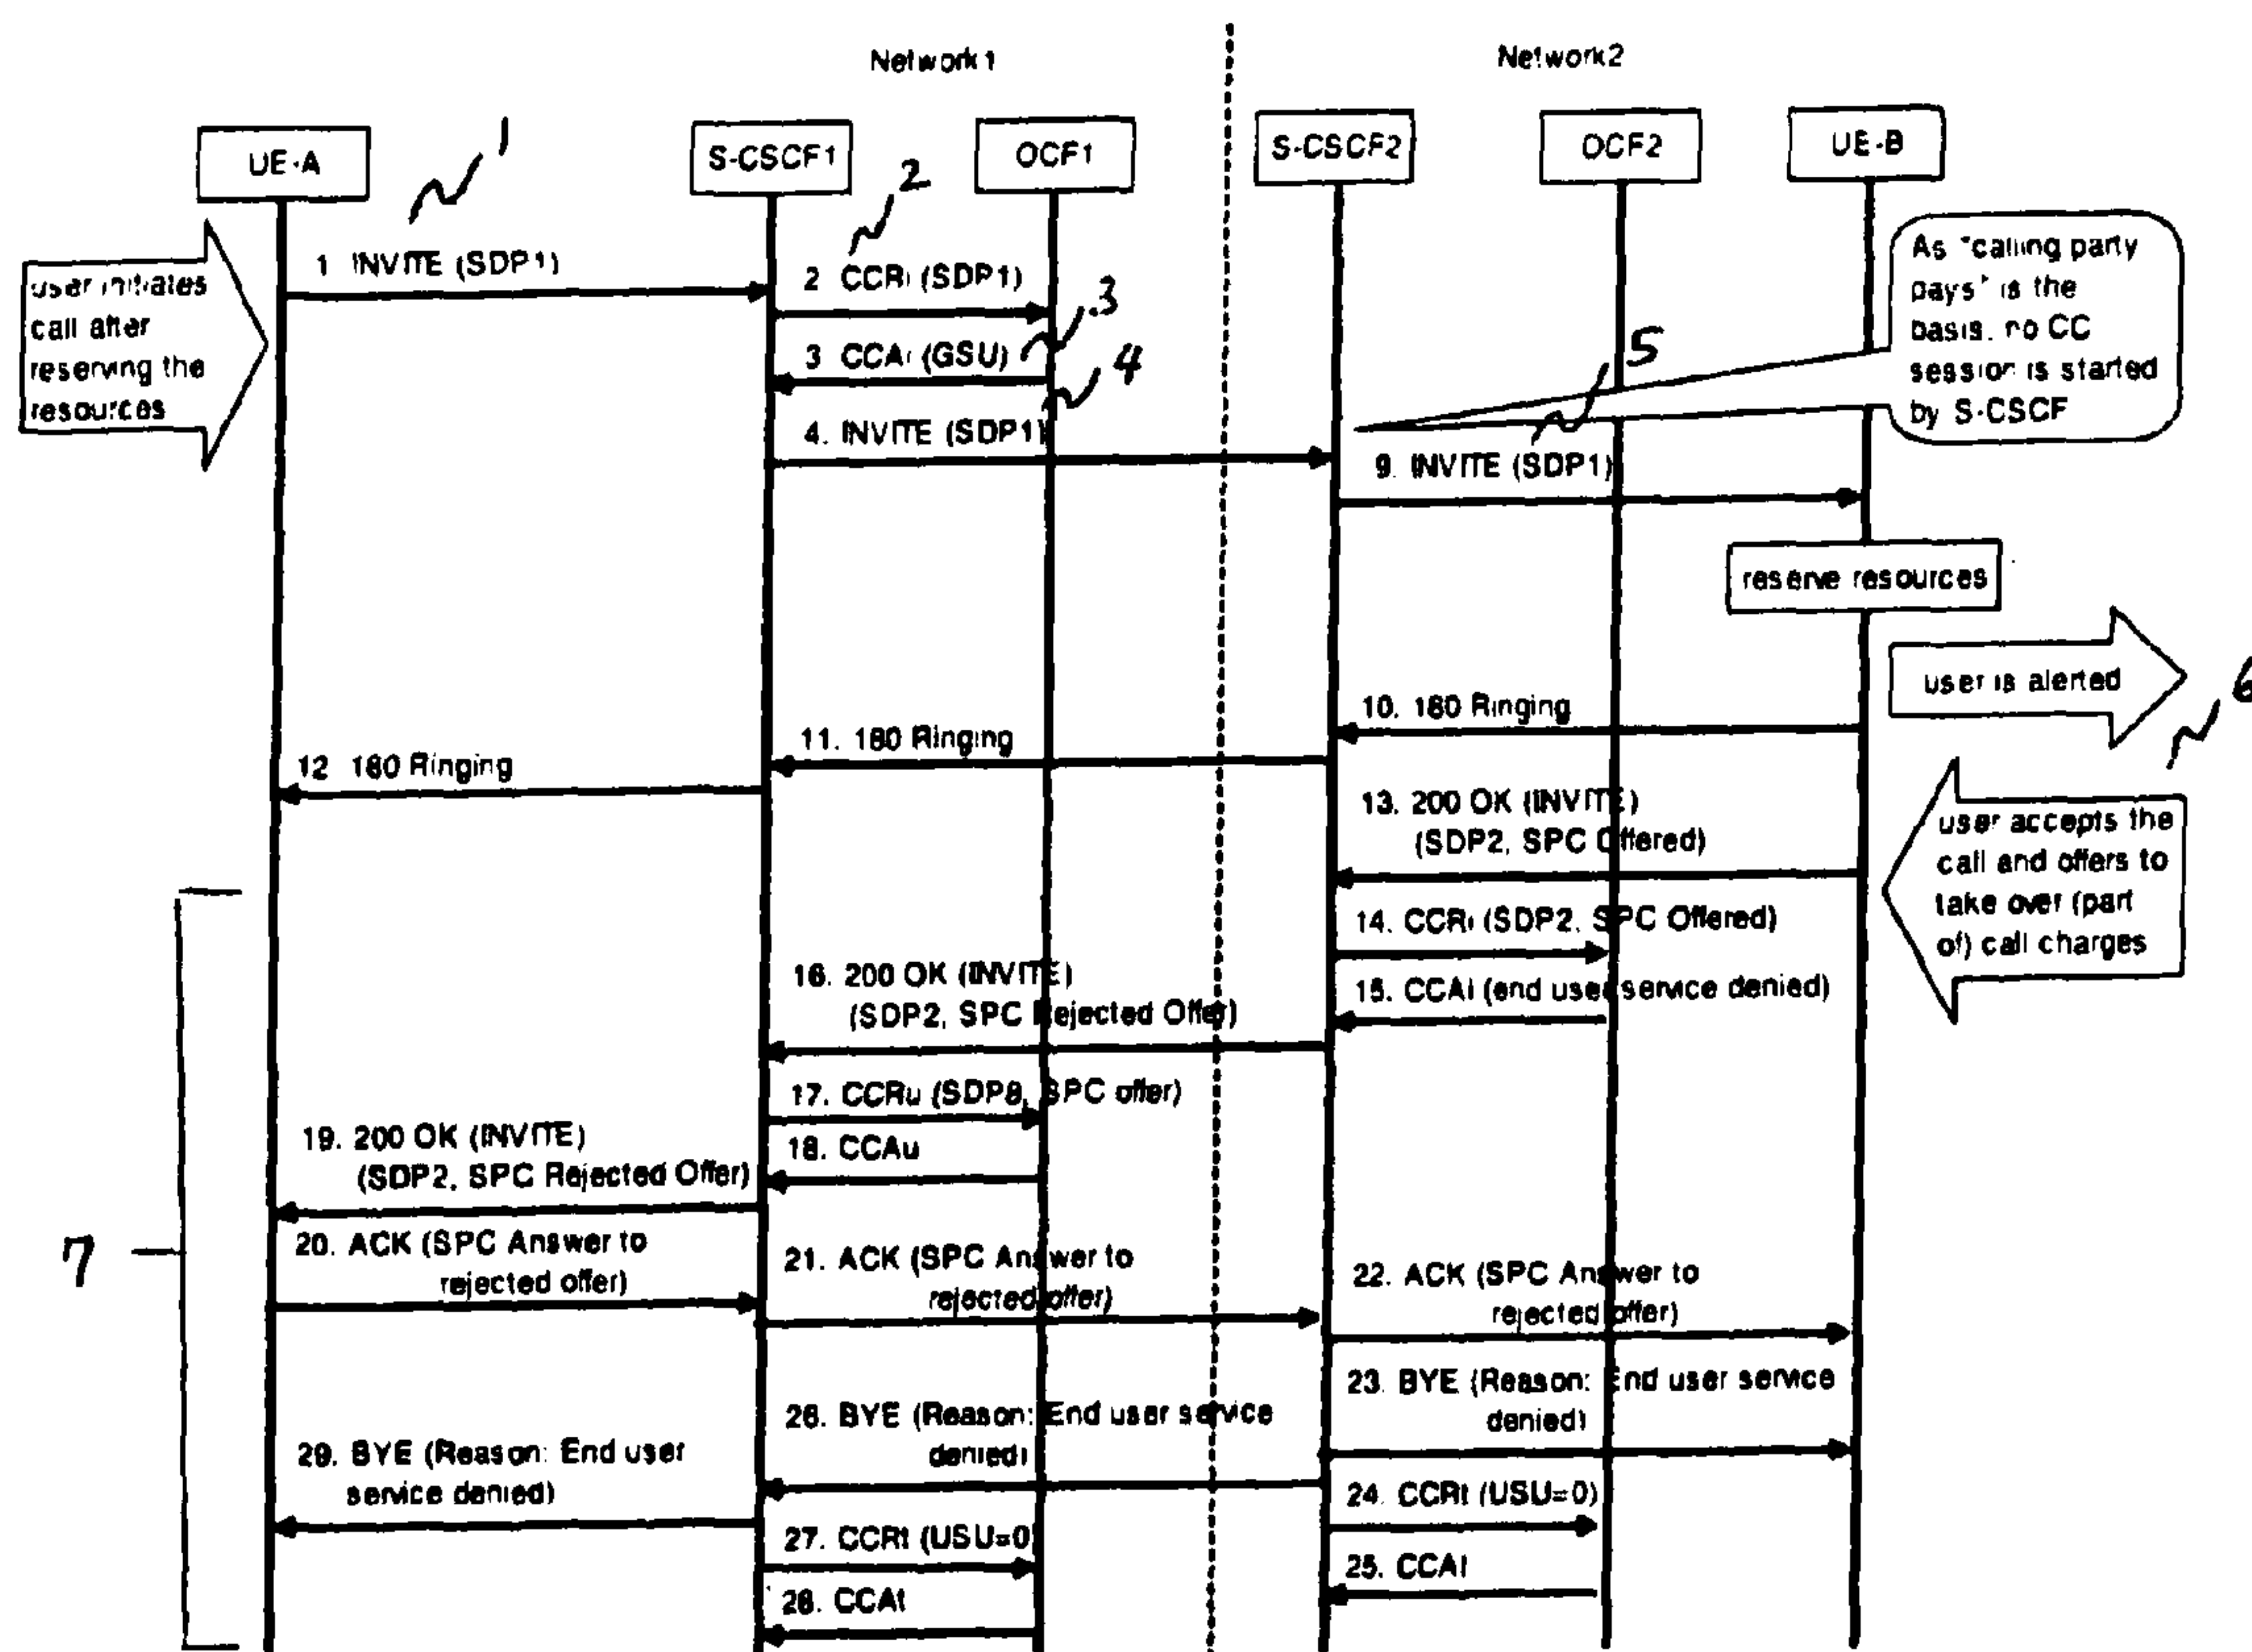 Network1
Network2
UE-A
S-CSCF1
OCF1
S-CSCF2
OCF2
UE-B
1
2
3
4
5
6
7
user initiates
call after
reserving the
resources
1 INVITE (SDP1)
2 CCRi (SDP1)
3 CCAi (GSU)
4. INVITE (SDP1)
9. INVITE (SDP1)
As "calling party
pays" is the
basis, no CC
session is started
by S-CSCF
reserve resources
user is alerted
10. 180 Ringing
11. 180 Ringing
12 180 Ringing
user accepts the
call and offers to
take over (part
of) call charges
13. 200 OK (INVITE)
(SDP2, SPC Offered)
14. CCRi (SDP2, SPC Offered)
15. CCAi (end user service denied)
16. 200 OK (INVITE)
(SDP2, SPC Rejected Offer)
17. CCRu (SDP8, SPC offer)
18. CCAu
19. 200 OK (INVITE)
(SDP2, SPC Rejected Offer)
20. ACK (SPC Answer to
rejected offer)
21. ACK (SPC Answer to
rejected offer)
22. ACK (SPC Answer to
rejected offer)
23. BYE (Reason: End user service
denied)
26. BYE (Reason: End user service
denied)
29. BYE (Reason: End user
service denied)
24. CCRt (USU=0)
25. CCAt
27. CCRt (USU=0
28. CCAt